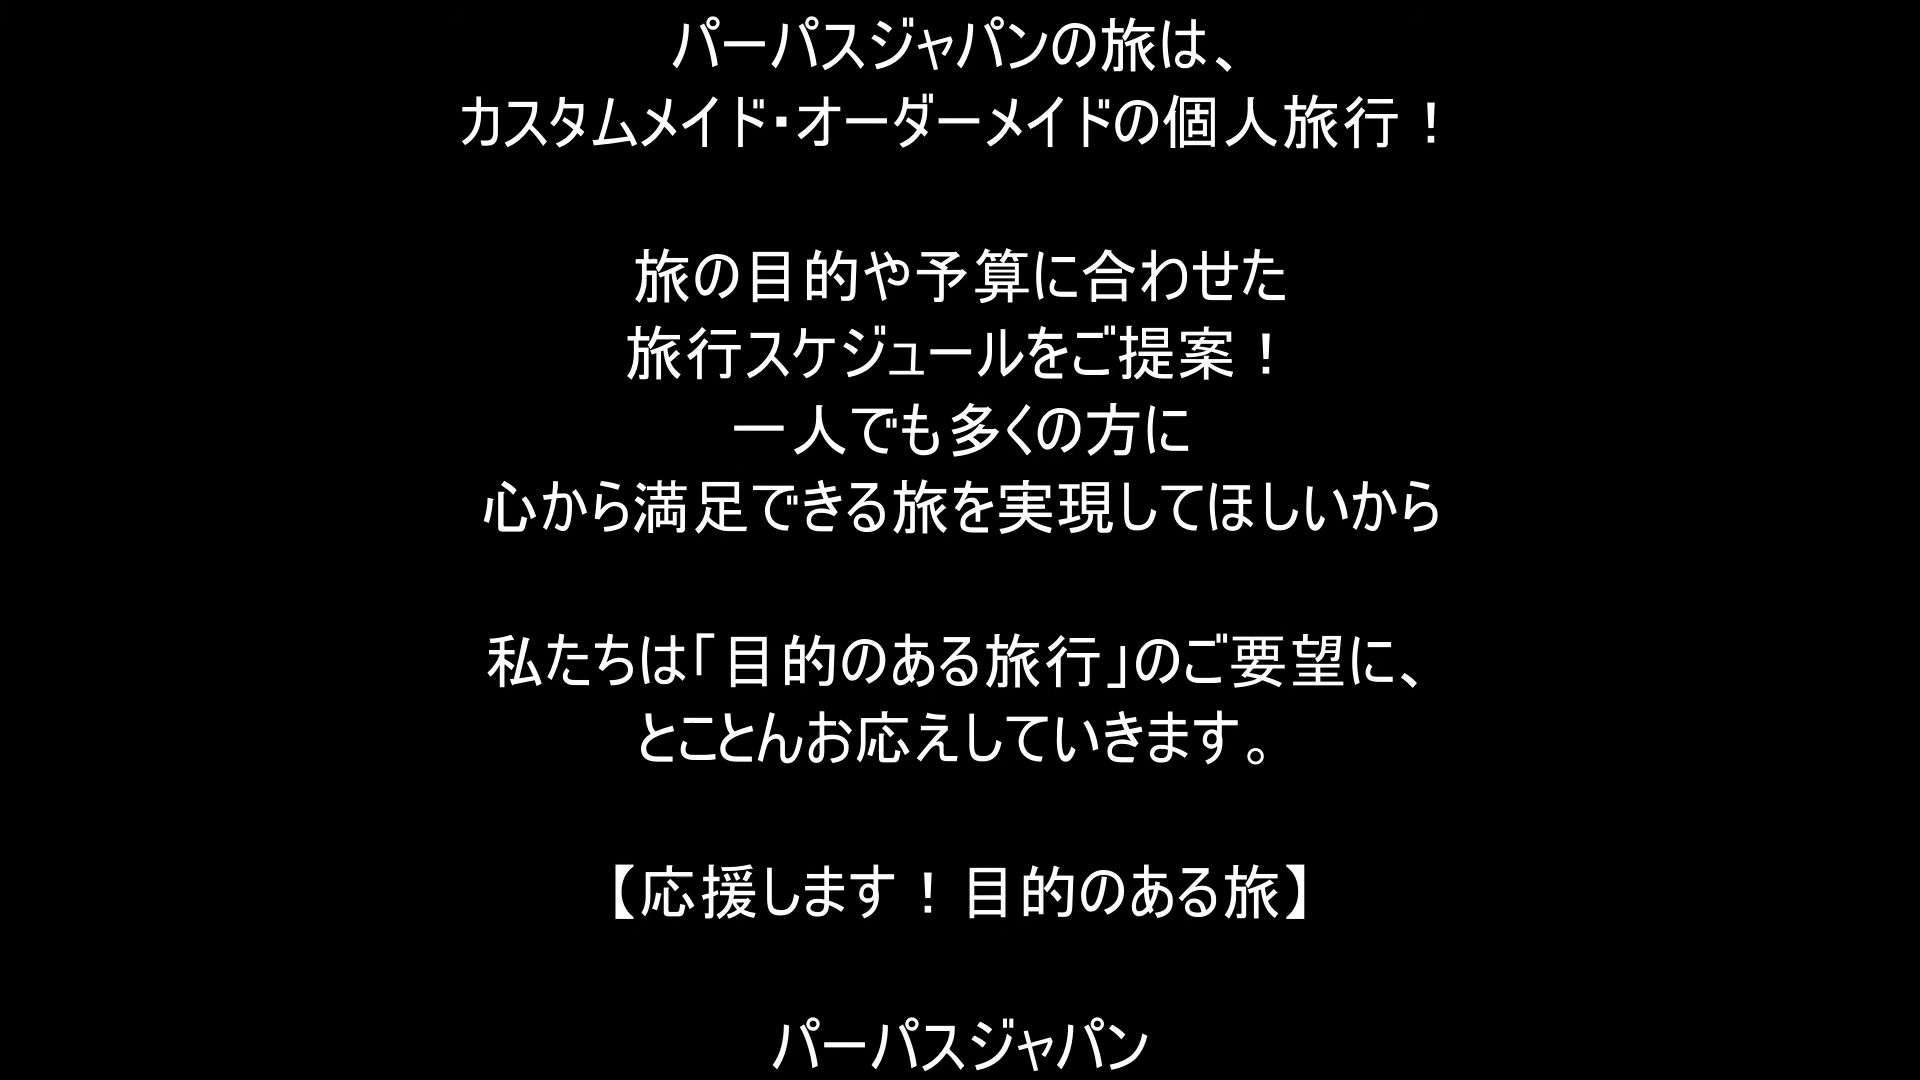 パーパスジャパンの旅は、
カスタムメイド・オーダーメイドの個人旅行！
旅の目的や予算に合わせた
旅行スケジュールをご提案！
一人でも多くの方に
心から満足できる旅を実現してほしいから
私たちは「目的のある旅行」のご要望に、
とことんお応えしていきます。
【応援します！目的のある旅】
パーパスジャパン